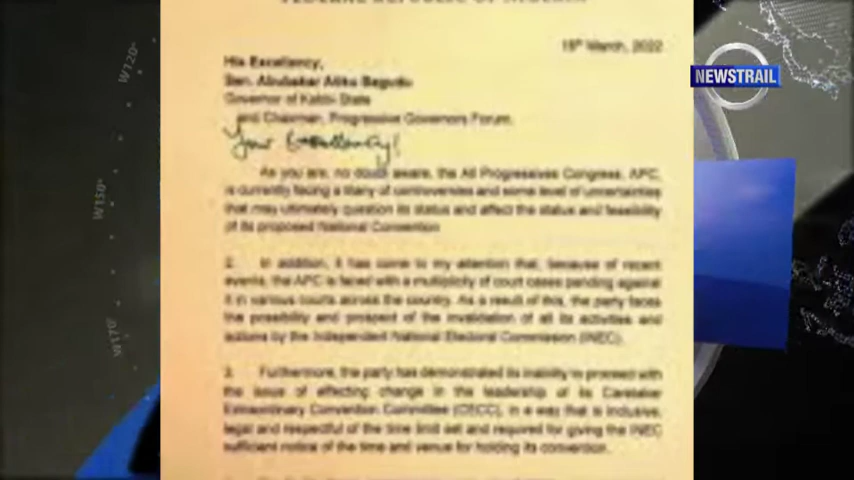 FEDERAL REPUBLIC OF NIGERIA
16th March, 2022
His Excellency,
Sen. Abubakar Atiku Bagudu
Governor of Kebbi State
and Chairman, Progressive Governors Forum.
Your Excellency!
As you are, no doubt aware, the All Progressives Congress, APC,
is currently facing a litany of controversies and some level of uncertainties
that may ultimately question its status and affect the status and feasibility
of its proposed National Convention
2. In addition, it has come to my attention that, because of recent
events, the APC is faced with a multiplicity of court cases pending against
it in various courts across the country. As a result of this, the party faces
the possibility and prospect of the invalidation of all its activities and
actions by the Independent National Electoral Commission (INEC).
3. Furthermore, the party has demonstrated its inability to proceed with
the issue of effecting change in the leadership of its Caretaker
Extraordinary Convention Committee (CECC), in a way that is inclusive,
legal and respectful of the time limit set and required for giving the INEC
sufficient notice of the time and venue for holding its convention.
NEWSTRAIL
W120°
W150°
W170°